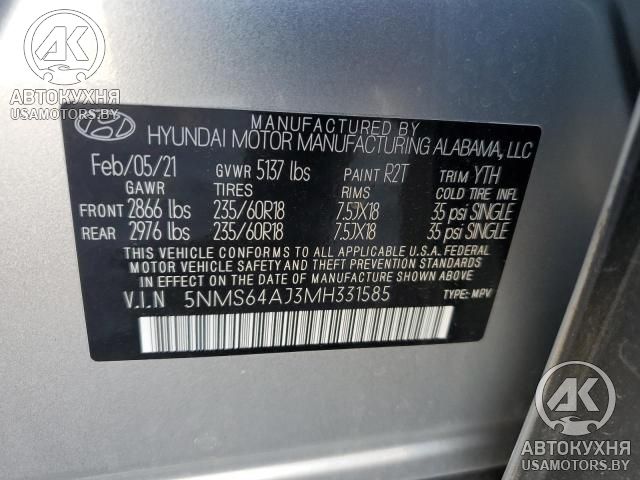 AK
АВТОКУХНЯ
USAMOTORS.BY
MANUFACTURED BY
HYUNDAI MOTOR MANUFACTURING ALABAMA, LLC
Feb/05/21 GVWR 5137 lbs PAINT R2T TRIM YTH
GAWR TIRES RIMS COLD TIRE INFL
FRONT 2866 lbs 235/60R18 7.5JX18 35 psi SINGLE
REAR 2976 lbs 235/60R18 7.5JX18 35 psi SINGLE
THIS VEHICLE CONFORMS TO ALL APPLICABLE U.S.A. FEDERAL
MOTOR VEHICLE SAFETY AND THEFT PREVENTION STANDARDS
IN EFFECT ON THE DATE OF MANUFACTURE SHOWN ABOVE.
V.I.N 5NMS64AJ3MH331585 TYPE: MPV
AK
АВТОКУХНЯ
USAMOTORS.BY